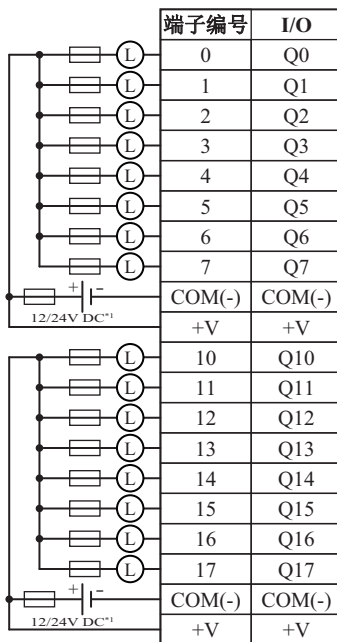 端子编号 I/O
L 0 Q0
L 1 Q1
L 2 Q2
L 3 Q3
L 4 Q4
L 5 Q5
L 6 Q6
L 7 Q7
+ - COM(-) COM(-)
12/24V DC*1 +V +V
L 10 Q10
L 11 Q11
L 12 Q12
L 13 Q13
L 14 Q14
L 15 Q15
L 16 Q16
L 17 Q17
+ - COM(-) COM(-)
12/24V DC*1 +V +V